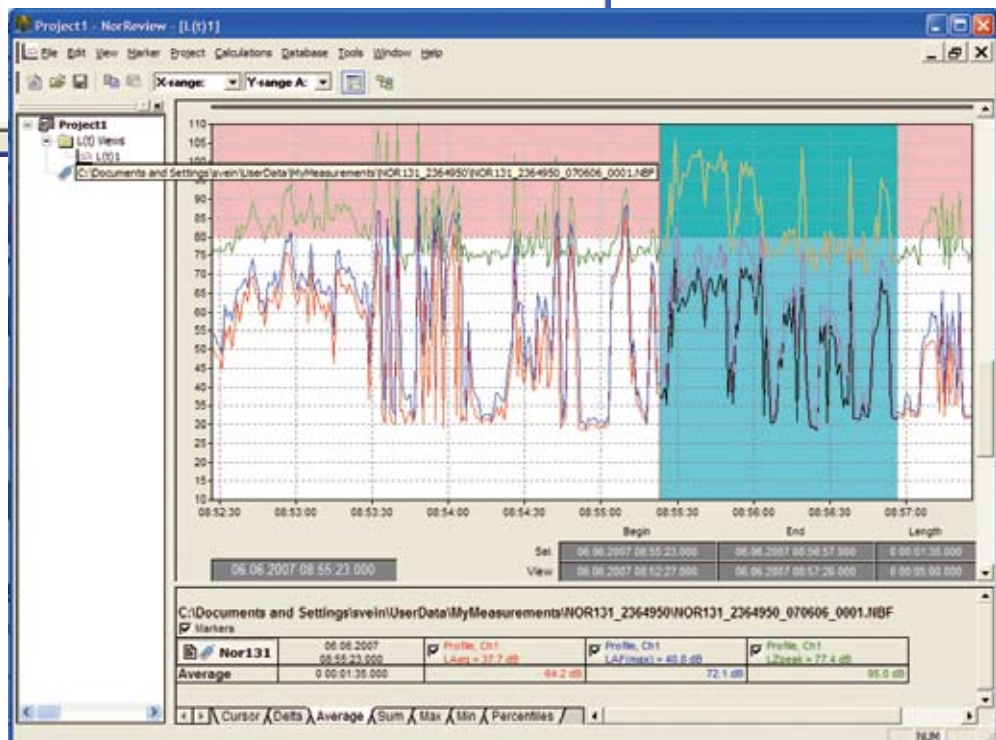 Project1 - NorReview - [L(t)1]
File Edit View Marker Project Calculations Database Tools Window Help
X-range: Y-range A:
Project1
L(t) Views
L(t)1
C:\Documents and Settings\svein\UserData\MyMeasurements\NOR131_2364950\NOR131_2364950_070606_0001.NBF
110
105
100
95
90
85
80
75
70
65
60
55
50
45
40
35
30
25
20
15
10
08:52:30 08:53:00 08:53:30 08:54:00 08:54:30 08:55:00 08:55:30 08:56:00 08:56:30 08:57:00
Begin End Length
Sel. 06.06.2007 08:55:23.000 06.06.2007 08:56:57.000 0 00:01:35.000
06.06.2007 08:55:23.000
View 06.06.2007 08:52:27.000 06.06.2007 08:57:26.000 0 00:05:00.000
C:\Documents and Settings\svein\UserData\MyMeasurements\NOR131_2364950\NOR131_2364950_070606_0001.NBF
Markers
Nor131 06.06.2007 08:55:23.000 Profile, Ch1 LAeq = 37.7 dB Profile, Ch1 LAF(max) = 40.8 dB Profile, Ch1 LZpeak = 77.4 dB
Average 0 00:01:35.000 64.2 dB 72.1 dB 95.0 dB
Cursor Delta Average Sum Max Min Percentiles
NUM